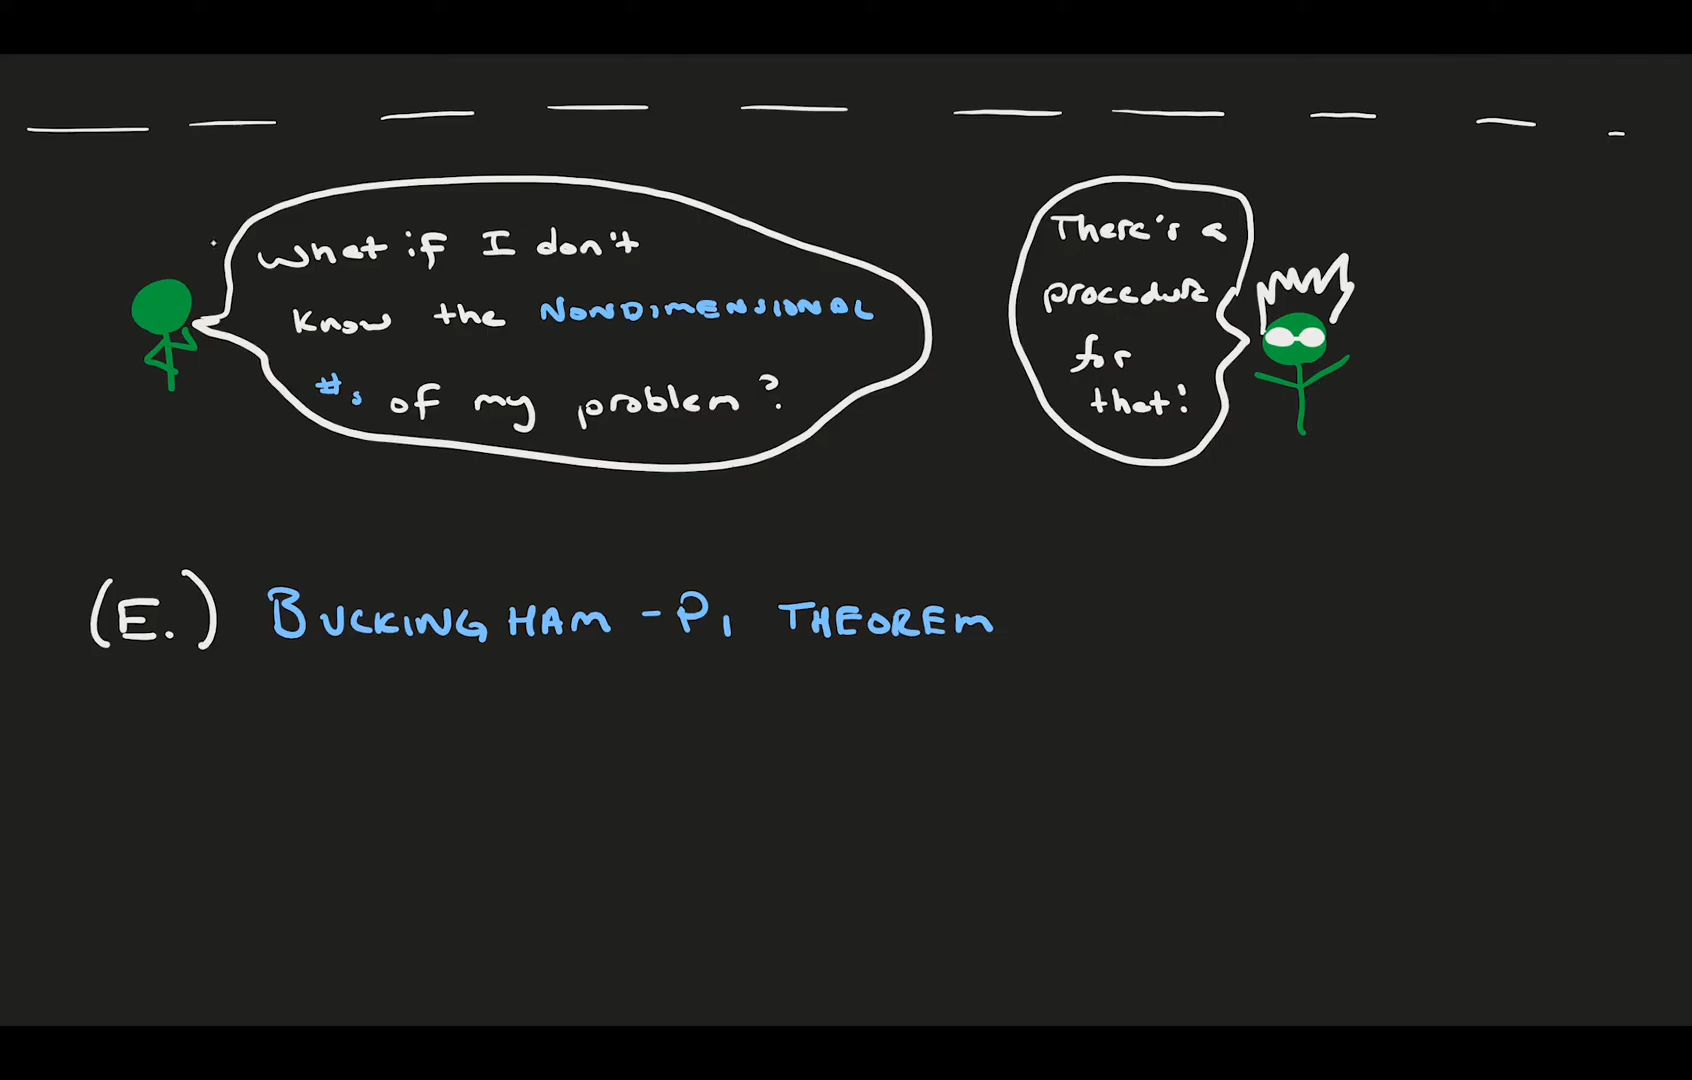 What if I don't
know the NONDIMENSIONAL
#s of my problem?
There's a
procedure
for
that!
(E.) BUCKINGHAM-PI THEOREM